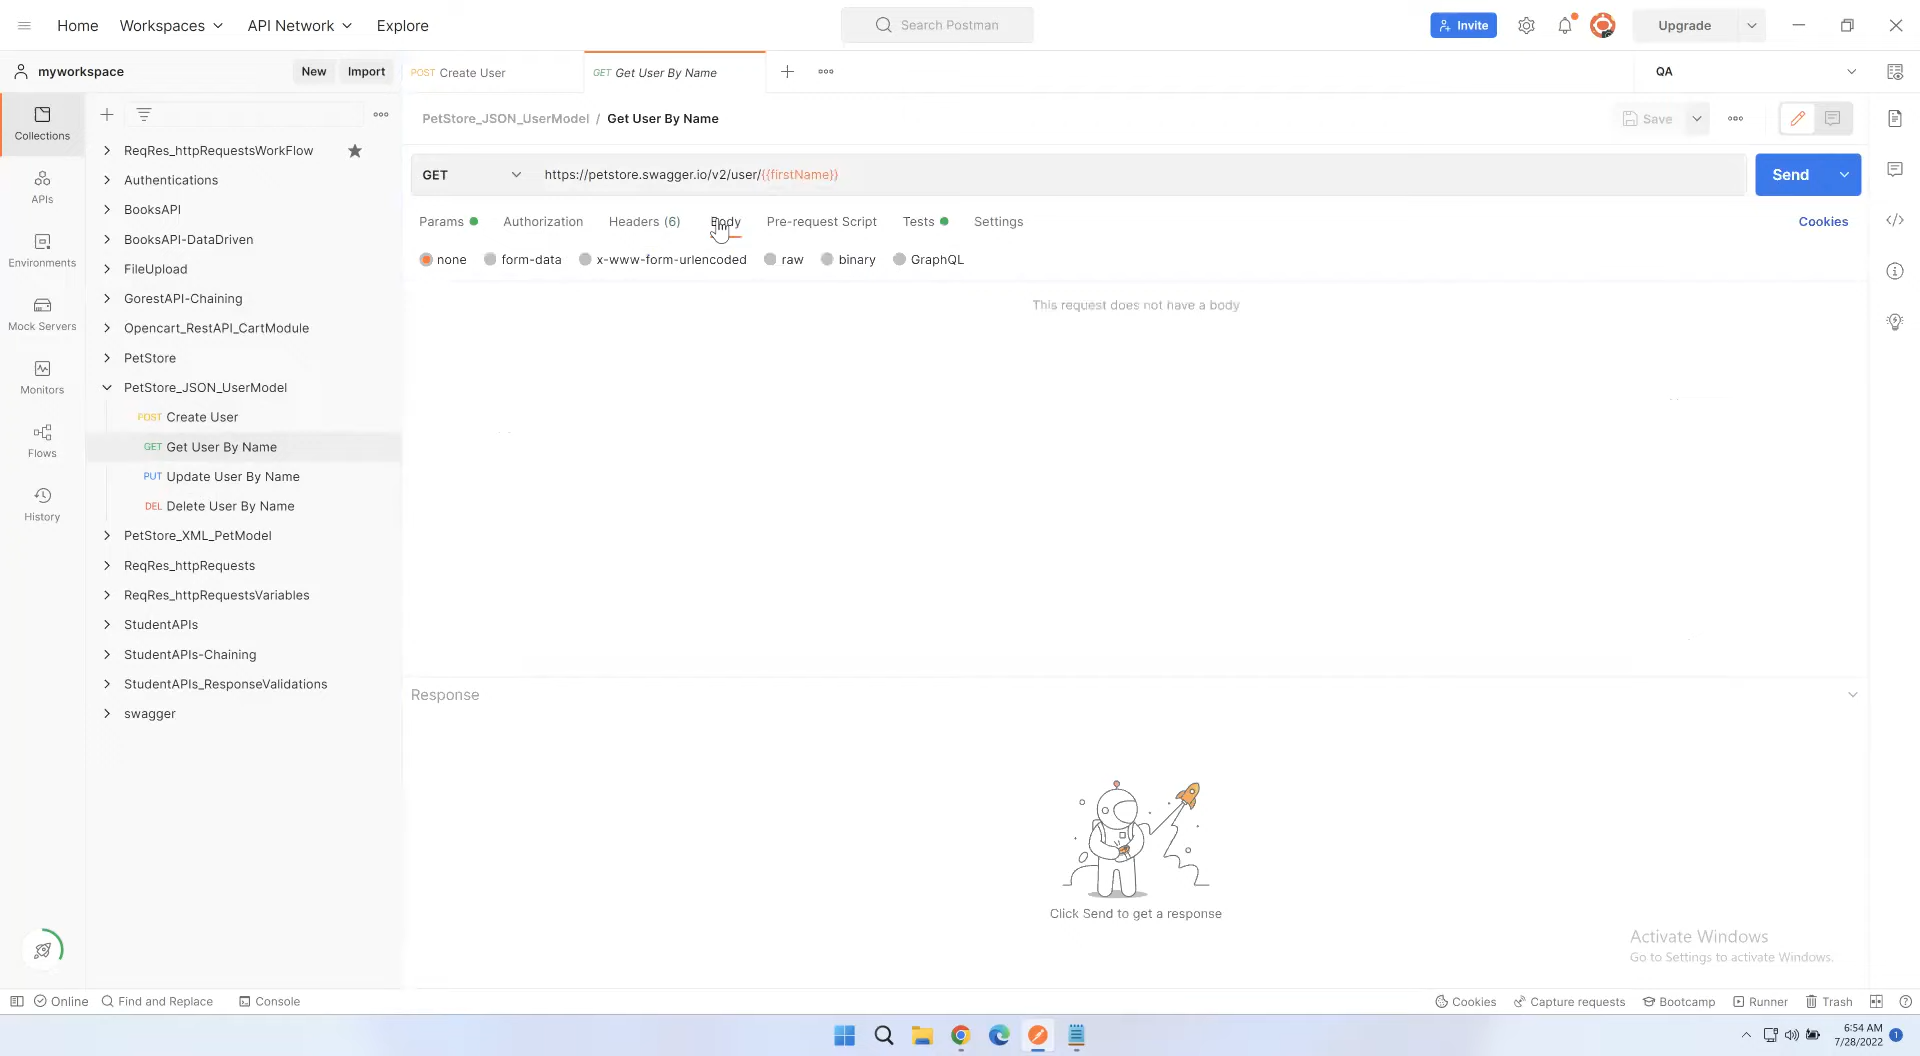 Home Workspaces API Network Explore Search Postman Invite Upgrade
myworkspace New Import POST Create User GET Get User By Name QA
Collections
APIs
Environments
Mock Servers
Monitors
Flows
History
ReqRes_httpRequestsWorkFlow
Authentications
BooksAPI
BooksAPI-DataDriven
FileUpload
GorestAPI-Chaining
Opencart_RestAPI_CartModule
PetStore
PetStore_JSON_UserModel
POST Create User
GET Get User By Name
PUT Update User By Name
DEL Delete User By Name
PetStore_XML_PetModel
ReqRes_httpRequests
ReqRes_httpRequestsVariables
StudentAPIs
StudentAPIs-Chaining
StudentAPIs_ResponseValidations
swagger
PetStore_JSON_UserModel / Get User By Name Save
GET https://petstore.swagger.io/v2/user/{{firstName}} Send
Params Authorization Headers (6) Body Pre-request Script Tests Settings Cookies
none form-data x-www-form-urlencoded raw binary GraphQL
This request does not have a body
Response
Click Send to get a response
Activate Windows
Go to Settings to activate Windows.
Online Find and Replace Console Cookies Capture requests Bootcamp Runner Trash
6:54 AM
7/28/2022 1